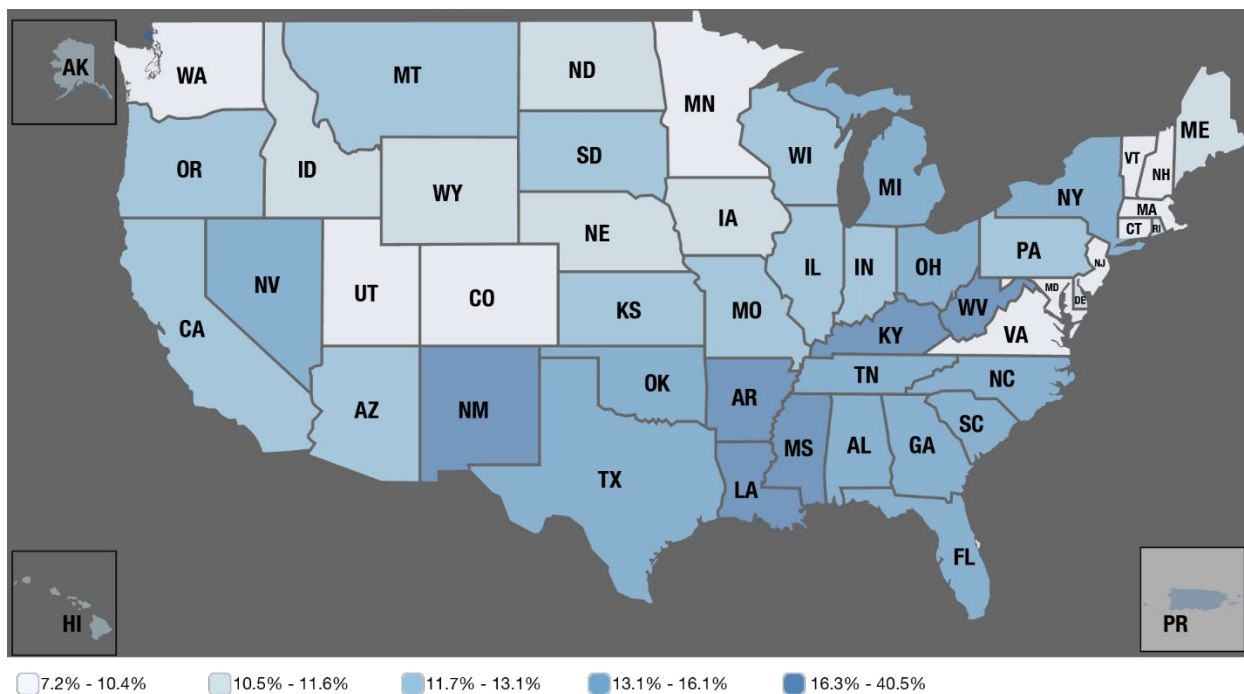 AK
WA
MT
ND
MN
ME
VT
NH
OR
ID
SD
WI
MI
NY
MA
WY
CT
RI
IA
NE
PA
NJ
NV
UT
CO
IL
IN
OH
MD
DE
WV
CA
KS
MO
KY
VA
AZ
NM
OK
AR
TN
NC
SC
MS
AL
GA
TX
LA
FL
HI
PR
7.2% - 10.4% 10.5% - 11.6% 11.7% - 13.1% 13.1% - 16.1% 16.3% - 40.5%